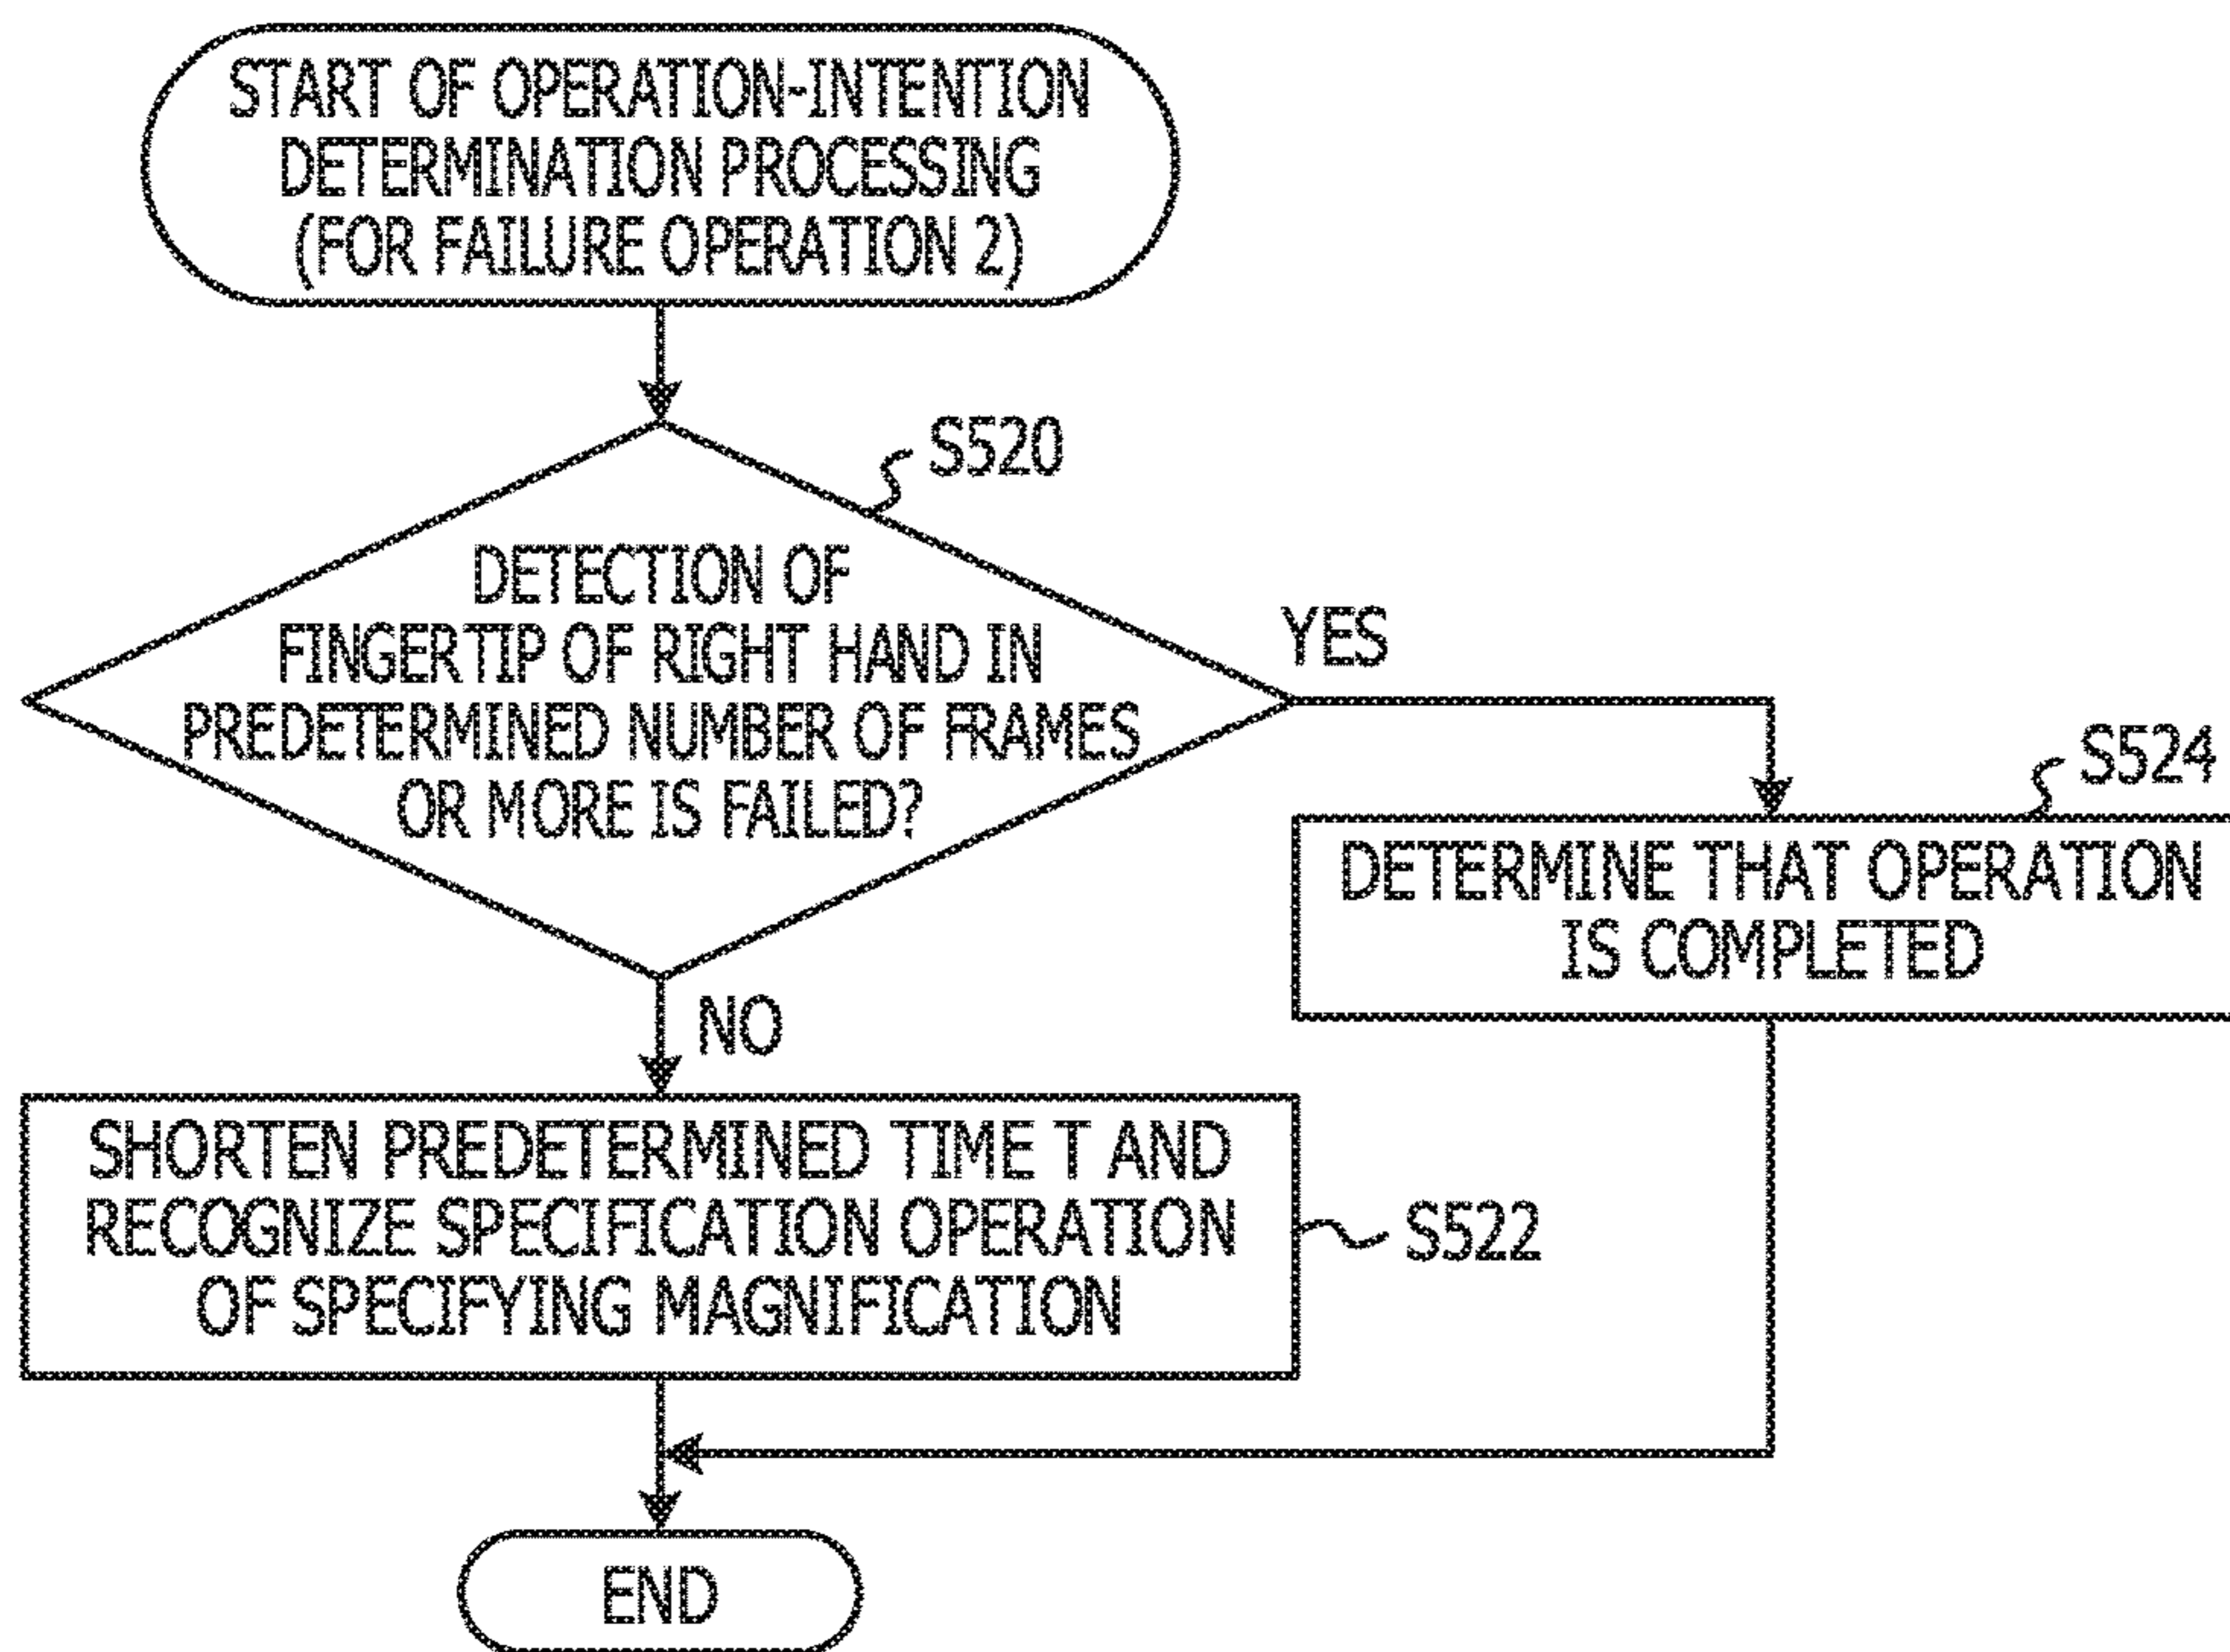 START OF OPERATION-INTENTION
DETERMINATION PROCESSING
(FOR FAILURE OPERATION 2)
S520
DETECTION OF
FINGERTIP OF RIGHT HAND IN
PREDETERMINED NUMBER OF FRAMES
OR MORE IS FAILED?
YES
S524
DETERMINE THAT OPERATION
IS COMPLETED
NO
SHORTEN PREDETERMINED TIME T AND
RECOGNIZE SPECIFICATION OPERATION
OF SPECIFYING MAGNIFICATION
S522
END